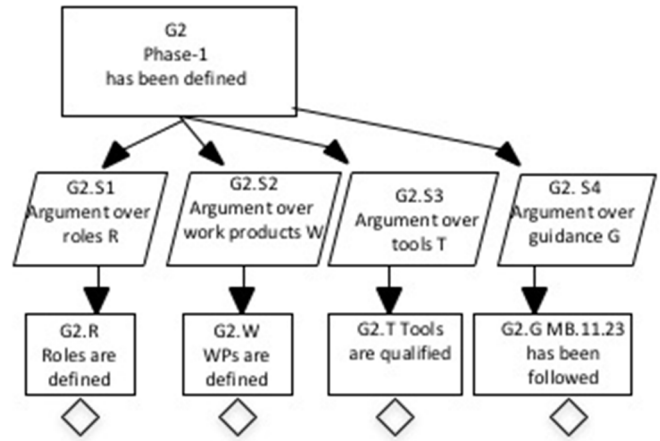 G2
Phase-1
has been defined
G2.S1
Argument over
roles R
G2.S2
Argument over
work products W
G2.S3
Argument over
tools T
G2. S4
Argument over
guidance G
G2.R
Roles are
defined
G2.W
WPs are
defined
G2.T Tools
are qualified
G2.G MB.11.23
has been
followed